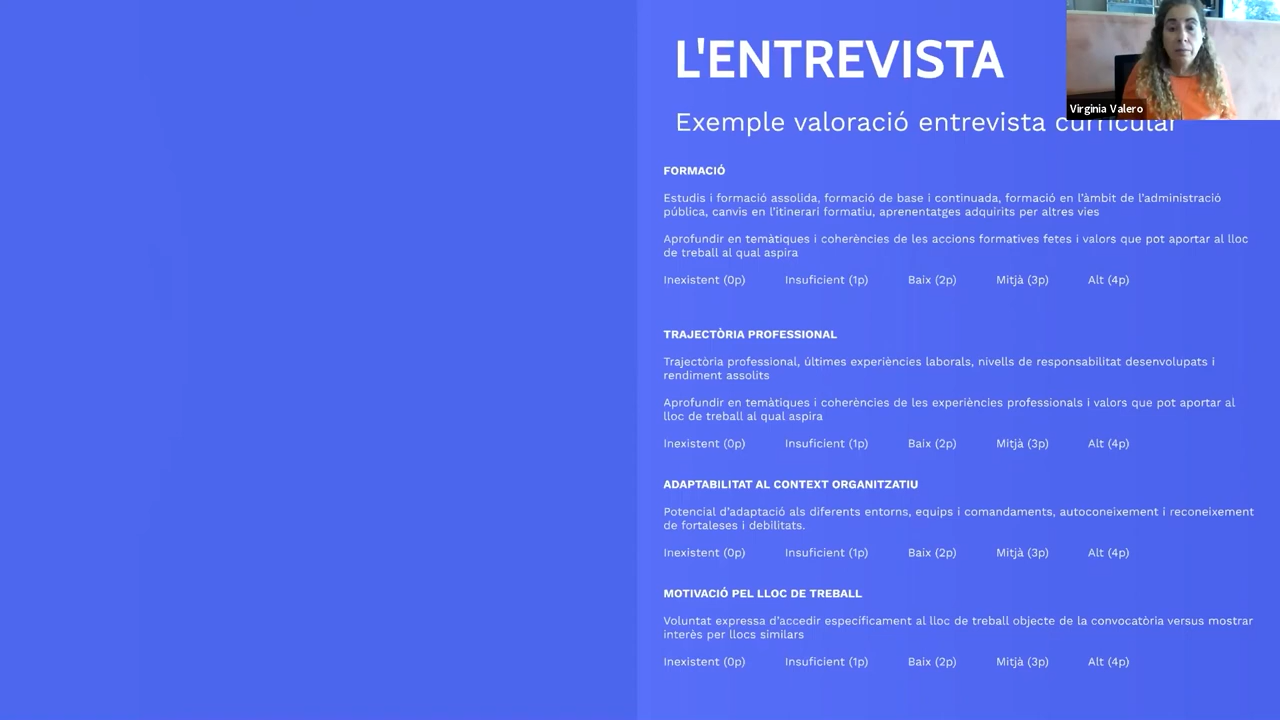 L'ENTREVISTA
Virginia Valero
Exemple valoració entrevista curricular
FORMACIÓ
Estudis i formació assolida, formació de base i continuada, formació en l'àmbit de l'administració
pública, canvis en l'itinerari formatiu, aprenentatges adquirits per altres vies
Aprofundir en temàtiques i coherències de les accions formatives fetes i valors que pot aportar al lloc
de treball al qual aspira
Inexistent (0p) Insuficient (1p) Baix (2p) Mitjà (3p) Alt (4p)
TRAJECTÒRIA PROFESSIONAL
Trajectòria professional, últimes experiències laborals, nivells de responsabilitat desenvolupats i
rendiment assolits
Aprofundir en temàtiques i coherències de les experiències professionals i valors que pot aportar al
lloc de treball al qual aspira
Inexistent (0p) Insuficient (1p) Baix (2p) Mitjà (3p) Alt (4p)
ADAPTABILITAT AL CONTEXT ORGANITZATIU
Potencial d'adaptació als diferents entorns, equips i comandaments, autoconeixement i reconeixement
de fortaleses i debilitats.
Inexistent (0p) Insuficient (1p) Baix (2p) Mitjà (3p) Alt (4p)
MOTIVACIÓ PEL LLOC DE TREBALL
Voluntat expressa d'accedir específicament al lloc de treball objecte de la convocatòria versus mostrar
interès per llocs similars
Inexistent (0p) Insuficient (1p) Baix (2p) Mitjà (3p) Alt (4p)